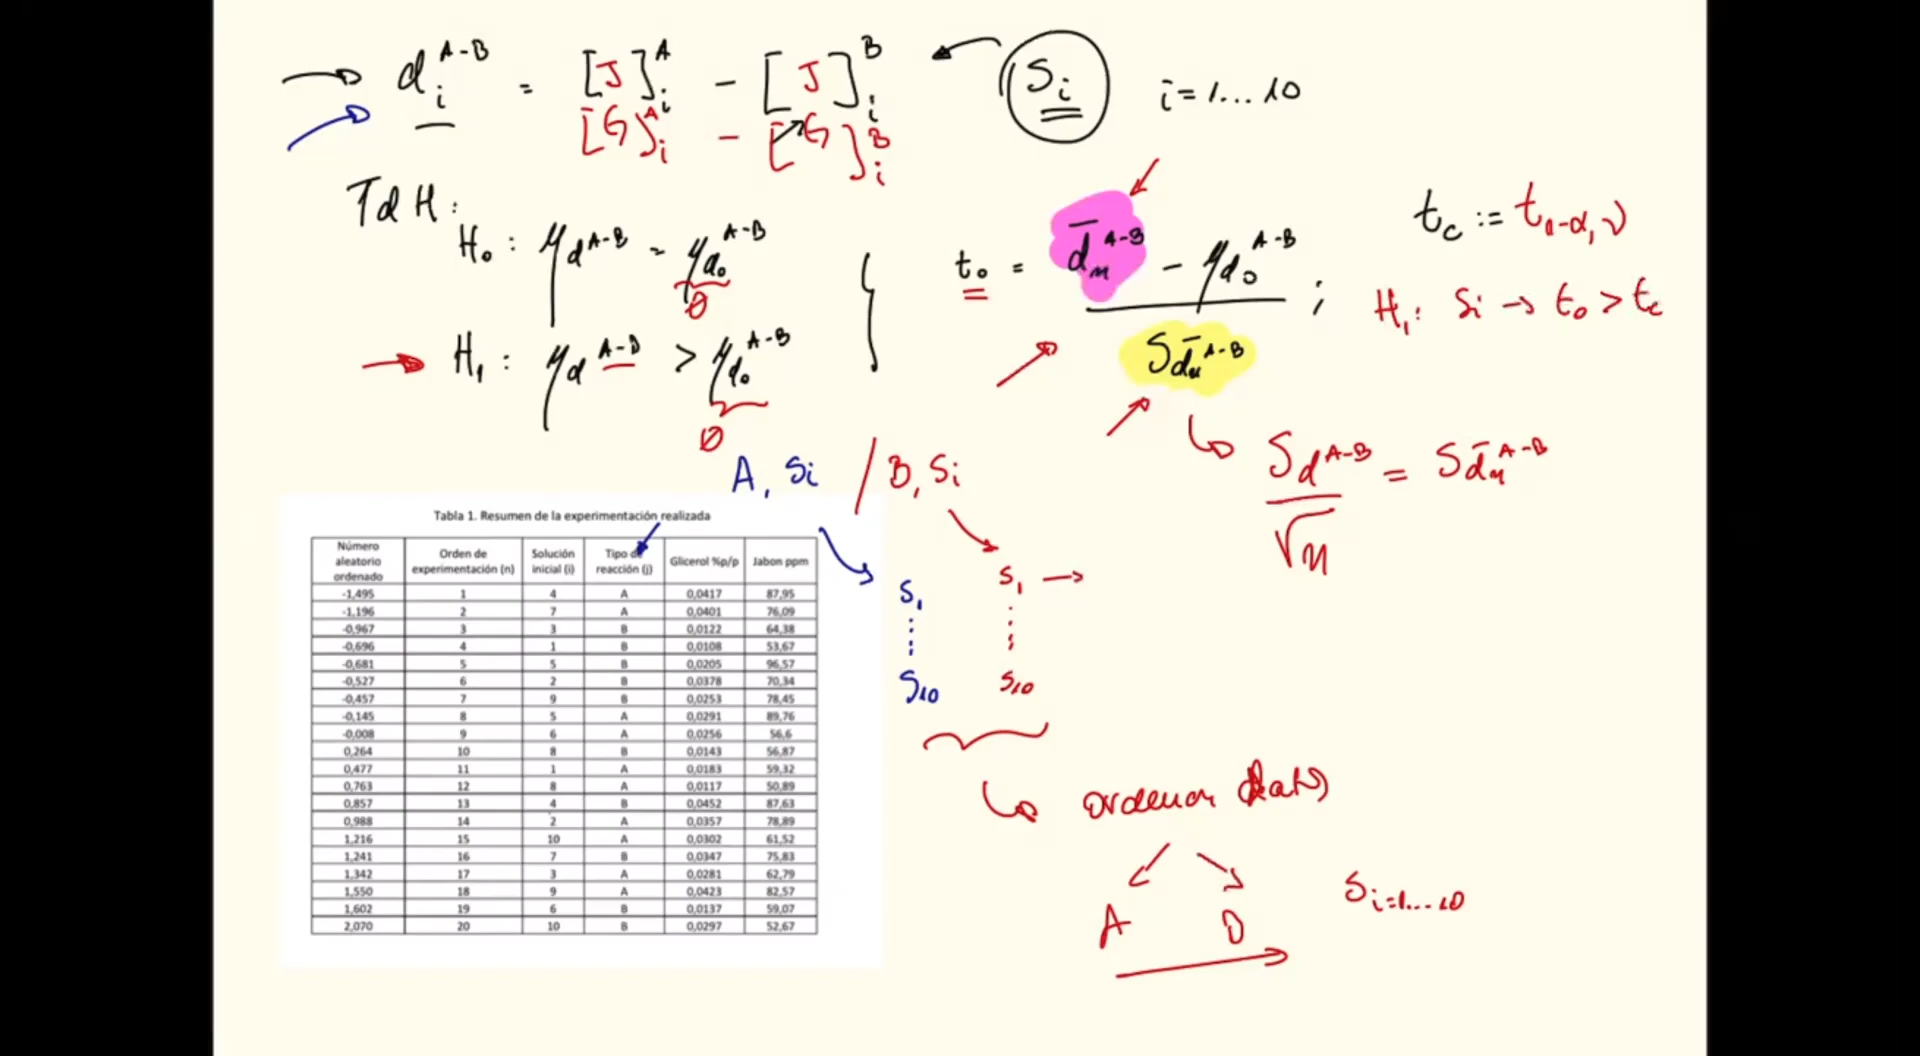 d_i^{A-B} = [J]_i^A - [J]_i^B S_i i=1...10
[G]_i^A - [G]_i^B
TdH:
H₀: μ_d^{A-B} = μ_{d₀}^{A-B}
0
t₀ = (d̄_n^{A-B} - μ_{d₀}^{A-B}) / S_{d̄_n}^{A-B} ;
t_c := t_{1-α, ν}
H₁: Si → t₀ > t_c
H₁: μ_d^{A-B} > μ_{d₀}^{A-B}
0
S_d^{A-B} / √n = S_{d̄_n}^{A-B}
A, Si / B, Si
Tabla 1. Resumen de la experimentación realizada
Número aleatorio ordenado | Orden de experimentación (n) | Solución inicial (i) | Tipo de reacción (j) | Glicerol %p/p | Jabon ppm
-1,495 1 4 A 0,0417 87,95
-1,196 2 7 A 0,0401 76,09
-0,967 3 3 B 0,0122 64,38
-0,696 4 1 B 0,0108 53,67
-0,681 5 5 B 0,0205 96,57
-0,527 6 2 B 0,0378 70,34
-0,457 7 9 B 0,0253 78,45
-0,145 8 5 A 0,0291 89,76
-0,008 9 6 A 0,0256 56,6
0,264 10 8 B 0,0143 56,87
0,477 11 1 A 0,0183 59,32
0,763 12 8 A 0,0117 50,89
0,857 13 4 B 0,0452 87,63
0,988 14 2 A 0,0357 78,89
1,216 15 10 A 0,0302 61,52
1,241 16 7 B 0,0347 75,83
1,342 17 3 A 0,0281 62,79
1,550 18 9 A 0,0423 82,57
1,602 19 6 B 0,0137 59,07
2,070 20 10 B 0,0297 52,67
S₁ S₁ →
S₁₀ S₁₀
ordenar datos
A B
S_{i=1...10}